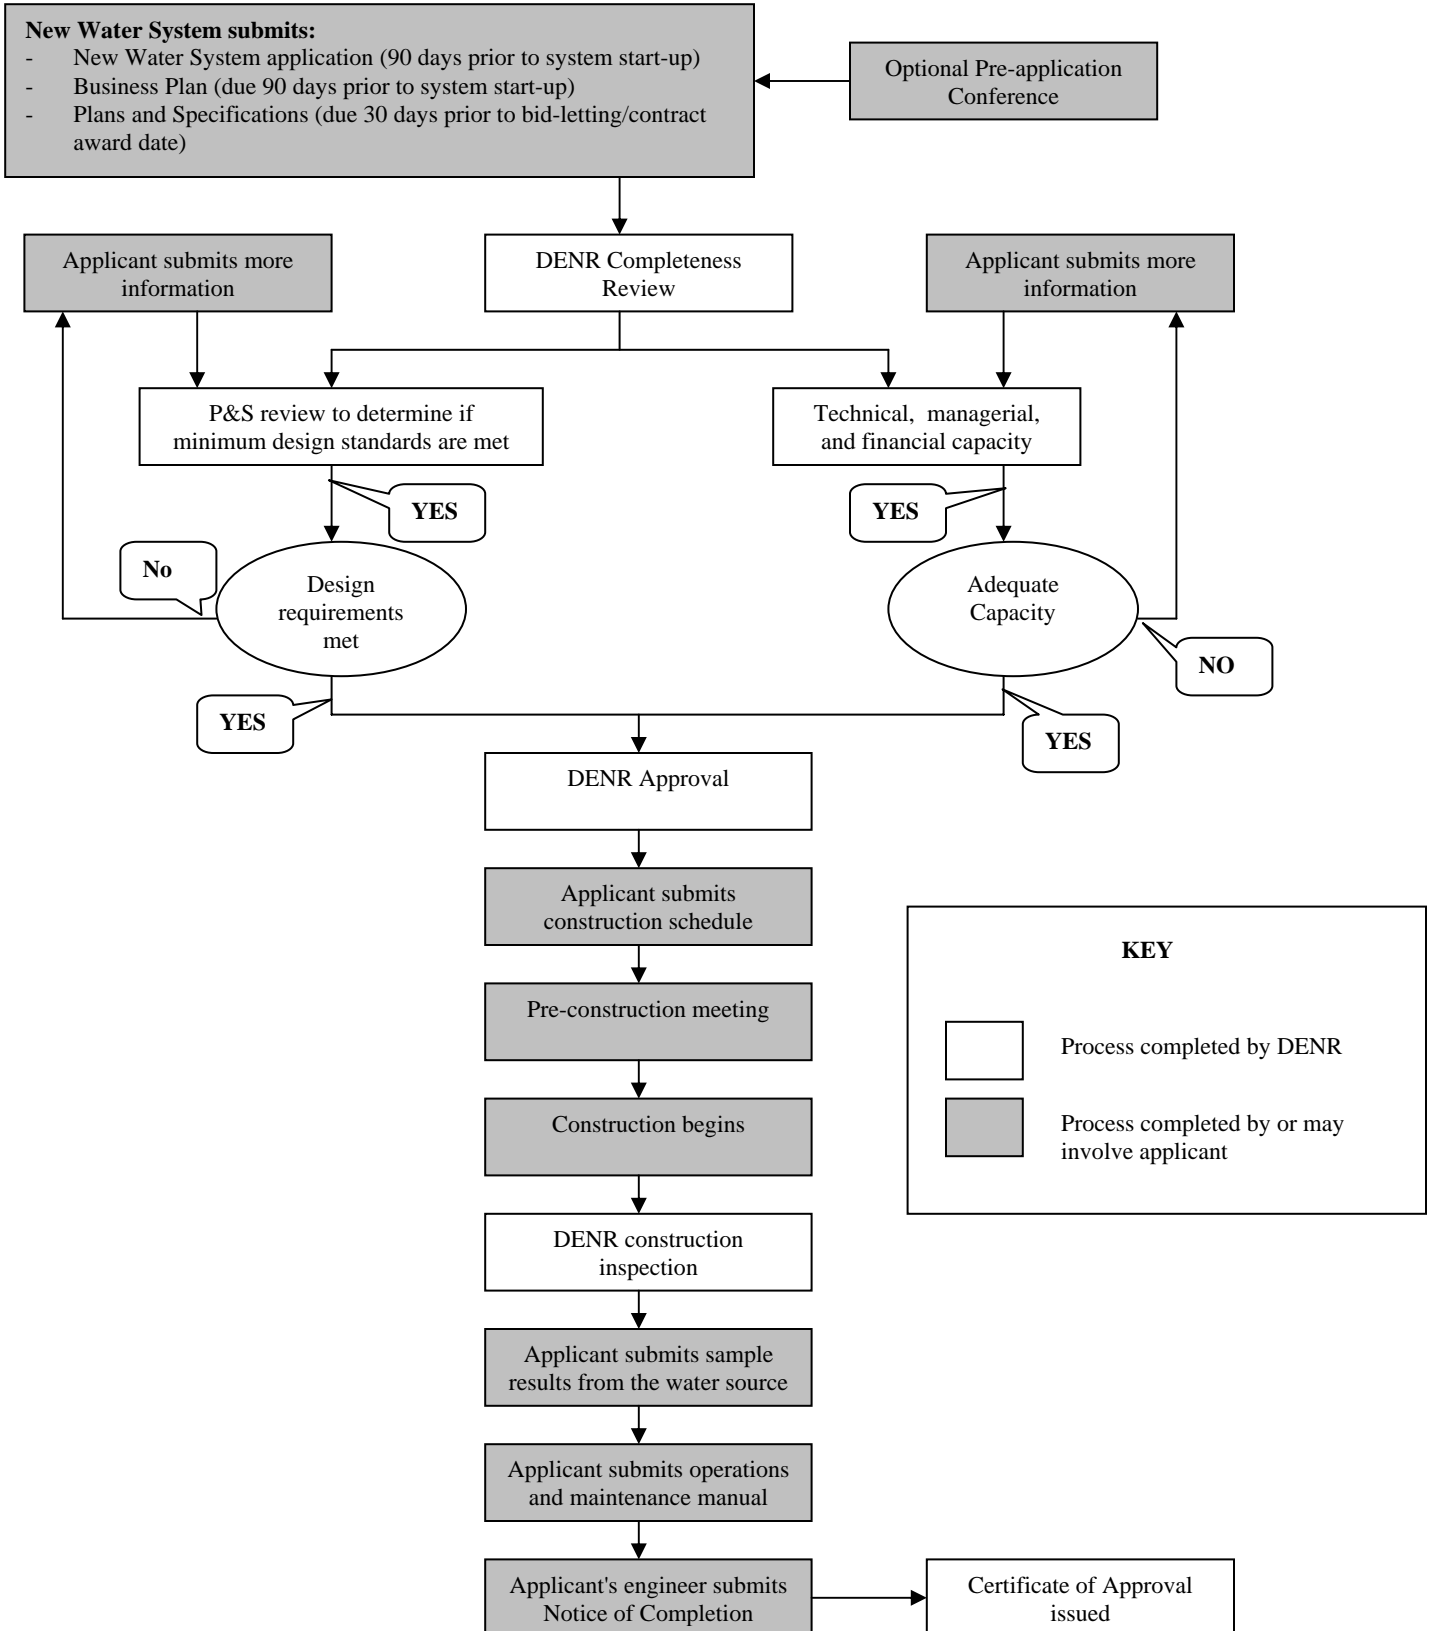 New Water System submits:
- New Water System application (90 days prior to system start-up)
- Business Plan (due 90 days prior to system start-up)
- Plans and Specifications (due 30 days prior to bid-letting/contract
award date)
Optional Pre-application
Conference
Applicant submits more
information
DENR Completeness
Review
Applicant submits more
information
P&S review to determine if
minimum design standards are met
Technical, managerial,
and financial capacity
YES
YES
No
Design
requirements
met
Adequate
Capacity
NO
YES
YES
DENR Approval
Applicant submits
construction schedule
Pre-construction meeting
Construction begins
DENR construction
inspection
Applicant submits sample
results from the water source
Applicant submits operations
and maintenance manual
Applicant's engineer submits
Notice of Completion
Certificate of Approval
issued
KEY
Process completed by DENR
Process completed by or may
involve applicant